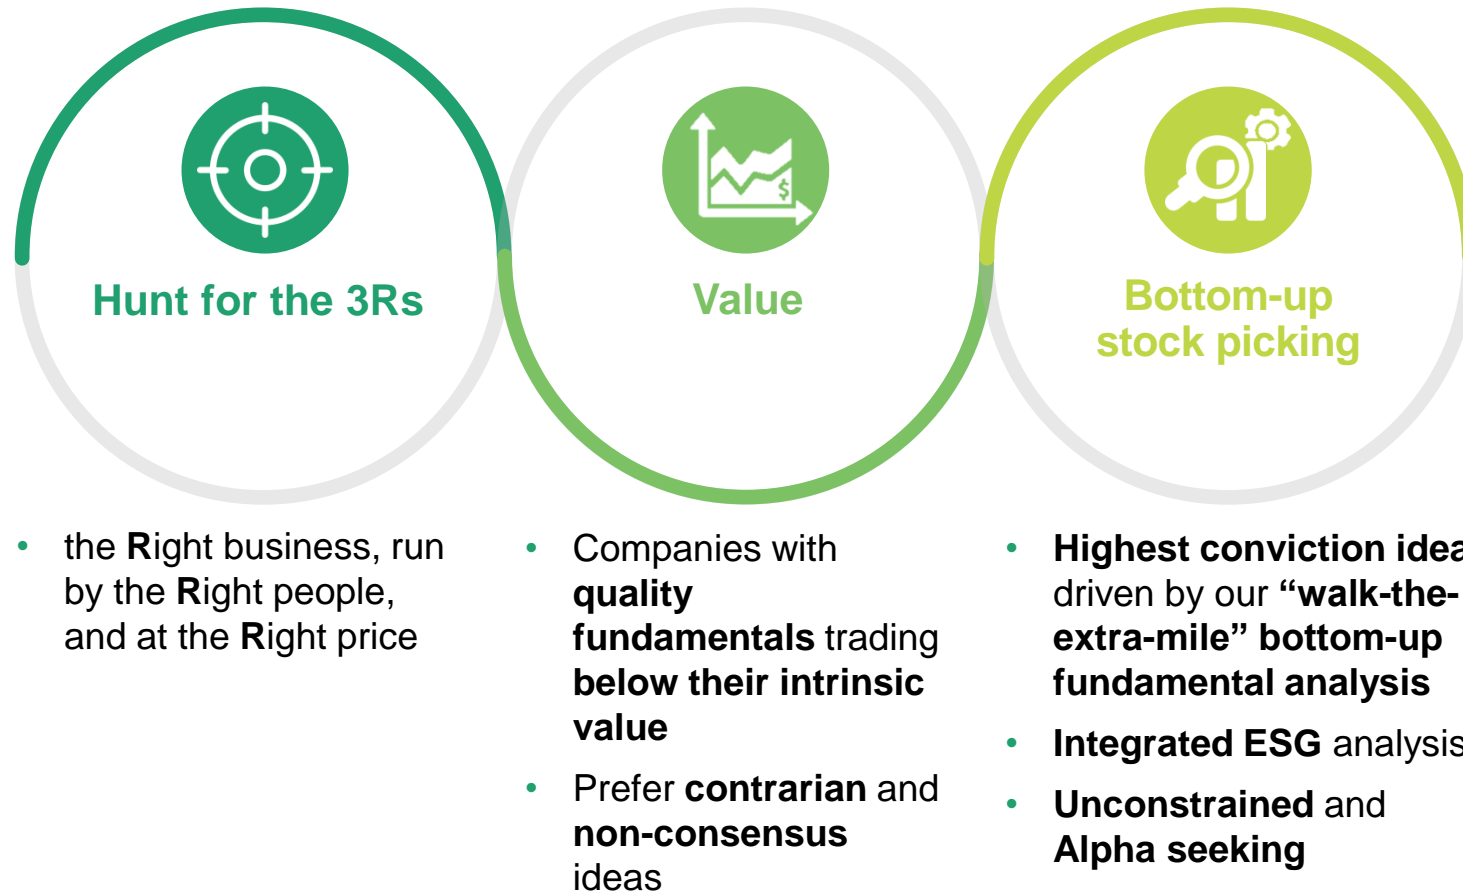 Hunt for the 3Rs
• the Right business, run
by the Right people,
and at the Right price
$
Value
• Companies with
quality
fundamentals trading
below their intrinsic
value
• Prefer contrarian and
non-consensus
ideas
Bottom-up
stock picking
• Highest conviction idea
driven by our “walk-the-
extra-mile” bottom-up
fundamental analysis
• Integrated ESG analysis
• Unconstrained and
Alpha seeking